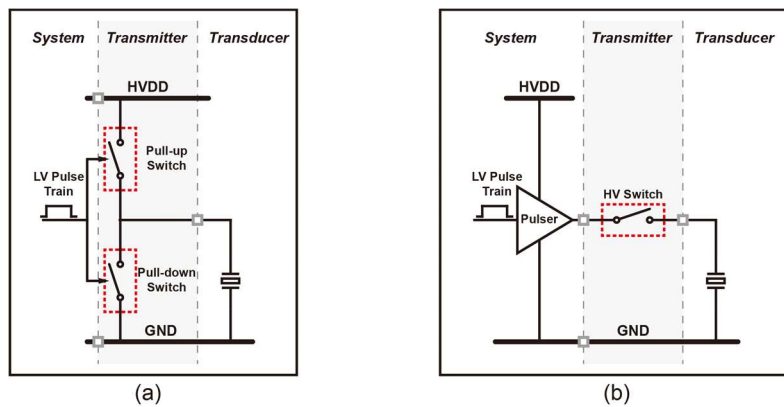 System Transmitter Transducer
HVDD
Pull-up
Switch
LV Pulse
Train
Pull-down
Switch
GND
(a)
System Transmitter Transducer
HVDD
LV Pulse
Train
HV Switch
Pulser
GND
(b)